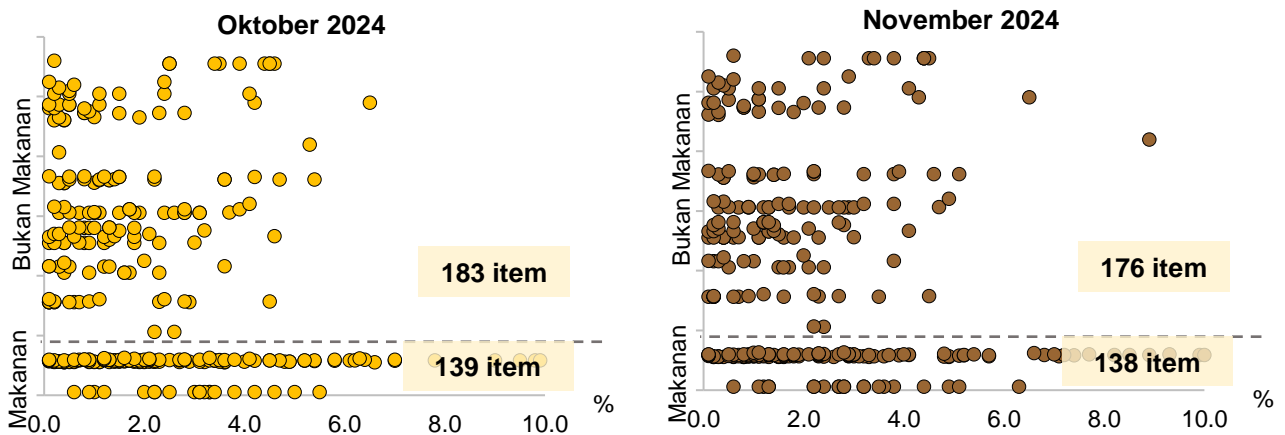 Oktober 2024
Bukan Makanan
Makanan
183 item
139 item
0.0 2.0 4.0 6.0 8.0 10.0
%
November 2024
Bukan Makanan
Makanan
176 item
138 item
0.0 2.0 4.0 6.0 8.0 10.0
%